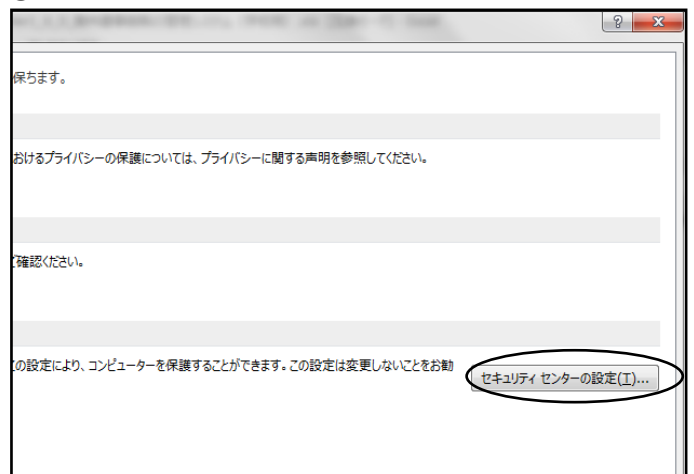 保ちます。
おけるプライバシーの保護については、プライバシーに関する声明を参照してください。
ご確認ください。
この設定により、コンピューターを保護することができます。この設定は変更しないことをお勧
セキュリティ センターの設定(T)...